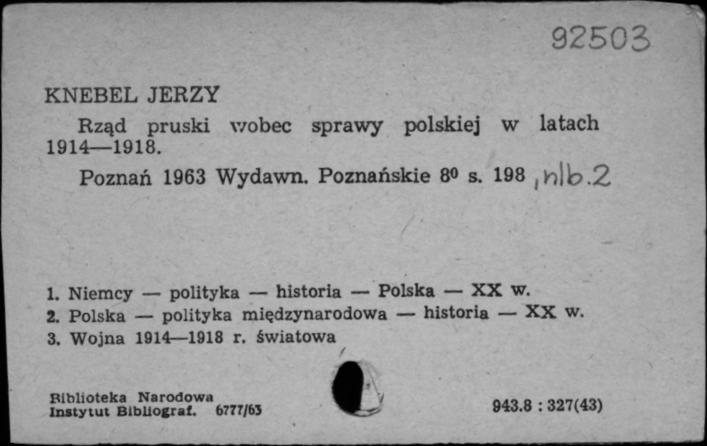 92503
KNEBEL JERZY
Rząd pruski wobec sprawy polskiej w latach
1914—1918.
Poznań 1963 Wydawn. Poznańskie 8⁰ s. 198 , nlb. 2
1. Niemcy — polityka — historia — Polska — XX w.
2. Polska — polityka międzynarodowa — historia — XX w.
3. Wojna 1914—1918 r. światowa
Biblioteka Narodowa
Instytut Bibliograf. 6777/63
943.8 : 327(43)